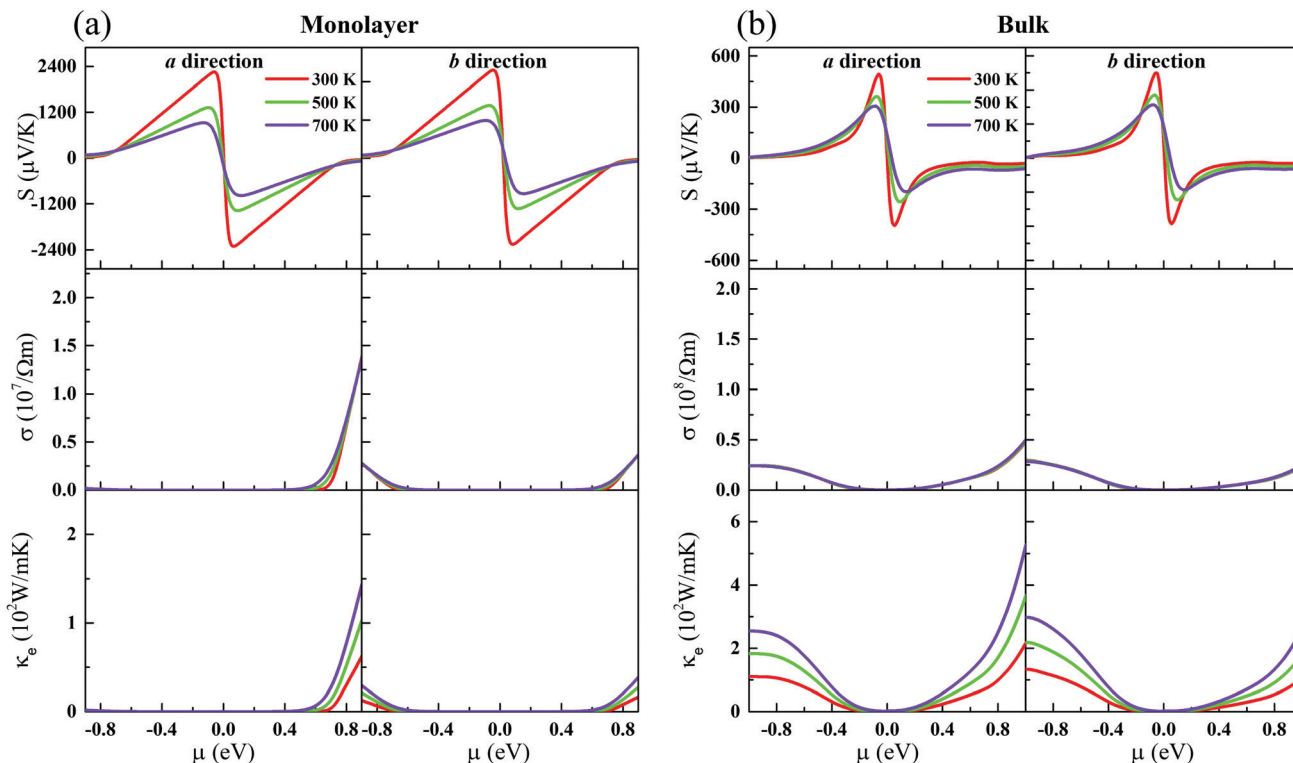 (a) Monolayer
a direction
b direction
300 K
500 K
700 K
S (μV/K)
2400
1200
0
-1200
-2400
σ (10⁷/Ωm)
2.0
1.5
1.0
0.5
0.0
κe (10²W/mK)
2
1
0
-0.8 -0.4 0.0 0.4 0.8 -0.8 -0.4 0.0 0.4 0.8
μ (eV) μ (eV)
(b) Bulk
a direction
300 K
500 K
700 K
b direction
300 K
500 K
700 K
S (μV/K)
600
300
0
-300
-600
σ (10⁸/Ωm)
2.0
1.5
1.0
0.5
0.0
κe (10²W/mK)
6
4
2
0
-0.8 -0.4 0.0 0.4 0.8 -0.8 -0.4 0.0 0.4 0.8
μ (eV) μ (eV)